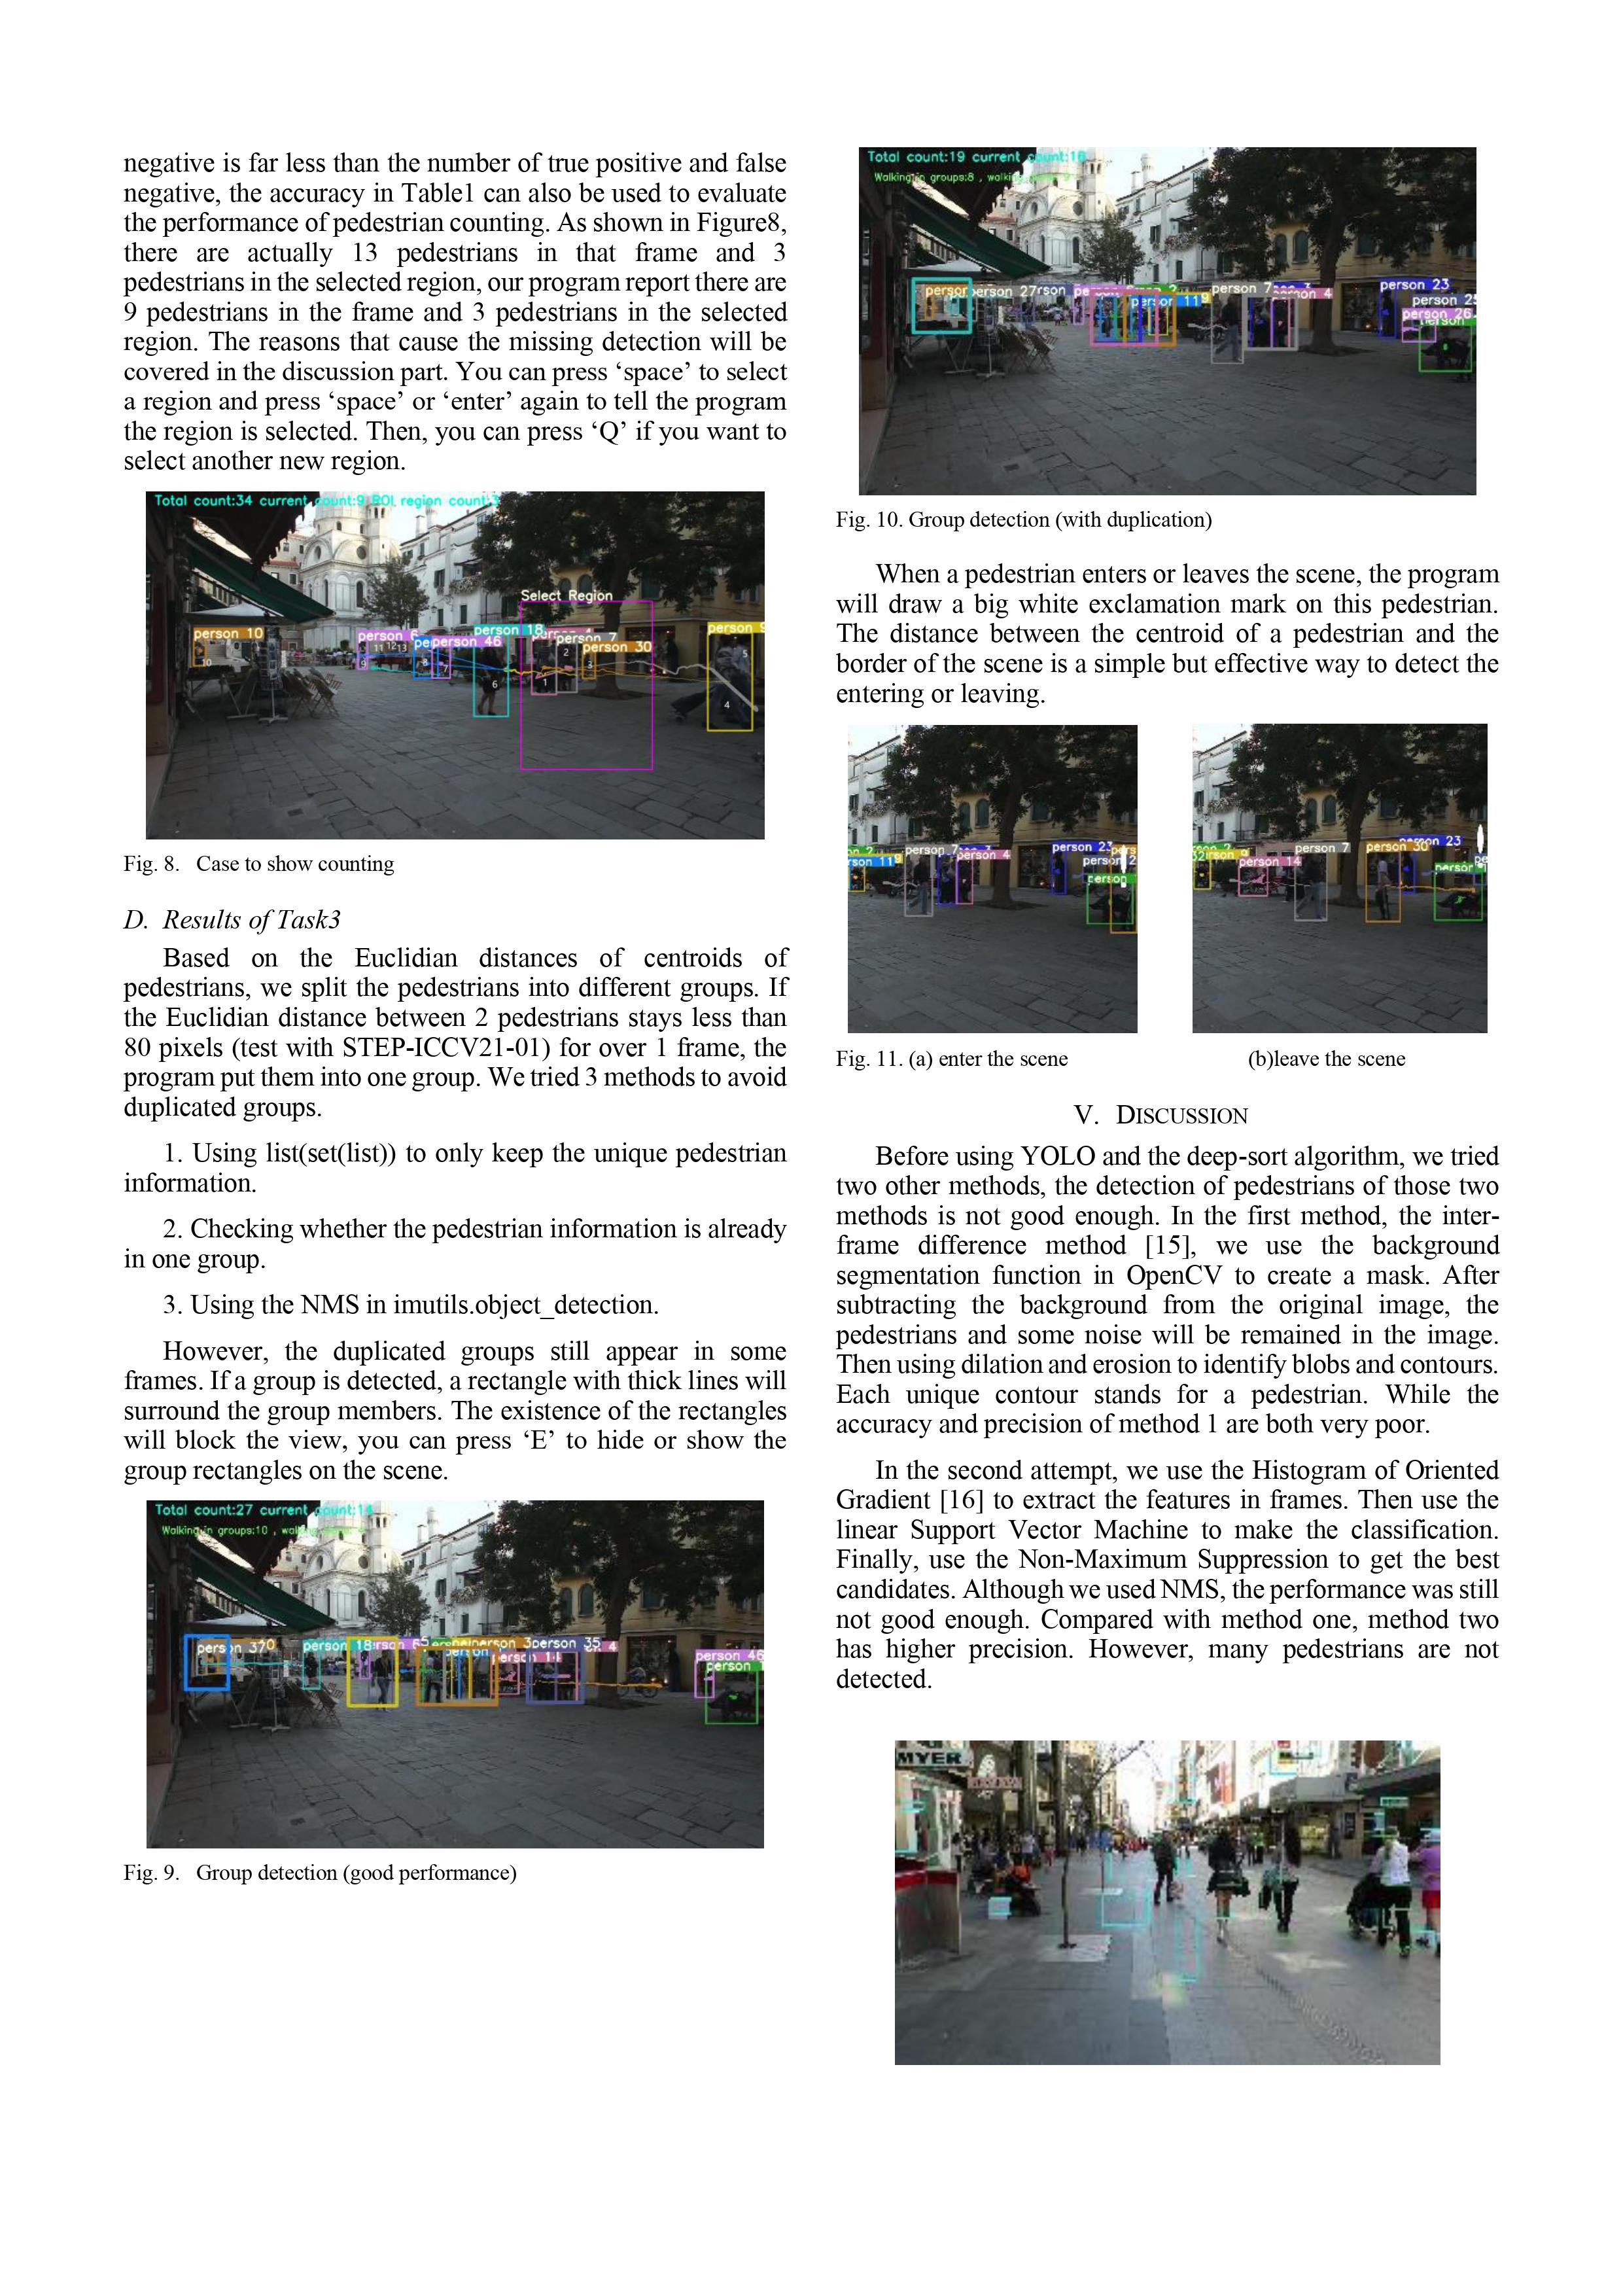 negative is far less than the number of true positive and false
negative, the accuracy in Table1 can also be used to evaluate
the performance of pedestrian counting. As shown in Figure8,
there are actually 13 pedestrians in that frame and 3
pedestrians in the selected region, our program report there are
9 pedestrians in the frame and 3 pedestrians in the selected
region. The reasons that cause the missing detection will be
covered in the discussion part. You can press ‘space’ to select
a region and press ‘space’ or ‘enter’ again to tell the program
the region is selected. Then, you can press ‘Q’ if you want to
select another new region.
Total count:34 current count:9 ROI region count:3
Select Region
person 10
person 6
person 46
person 18
person 7
person 30
person 9
Fig. 8. Case to show counting
D. Results of Task3
Based on the Euclidian distances of centroids of
pedestrians, we split the pedestrians into different groups. If
the Euclidian distance between 2 pedestrians stays less than
80 pixels (test with STEP-ICCV21-01) for over 1 frame, the
program put them into one group. We tried 3 methods to avoid
duplicated groups.
1. Using list(set(list)) to only keep the unique pedestrian
information.
2. Checking whether the pedestrian information is already
in one group.
3. Using the NMS in imutils.object_detection.
However, the duplicated groups still appear in some
frames. If a group is detected, a rectangle with thick lines will
surround the group members. The existence of the rectangles
will block the view, you can press ‘E’ to hide or show the
group rectangles on the scene.
Total count:27 current count:14
Walking in groups:10 ,
person 18
person 35
person 46
person
Fig. 9. Group detection (good performance)
Total count:19 current count:16
Walking in groups:8 ,
person 27
person 11
person 7
person 4
person 23
person 25
person 26
Fig. 10. Group detection (with duplication)
When a pedestrian enters or leaves the scene, the program
will draw a big white exclamation mark on this pedestrian.
The distance between the centroid of a pedestrian and the
border of the scene is a simple but effective way to detect the
entering or leaving.
person 7
person 4
person 23
person 14
person 7
person 30
person 23
Fig. 11. (a) enter the scene (b)leave the scene
V. DISCUSSION
Before using YOLO and the deep-sort algorithm, we tried
two other methods, the detection of pedestrians of those two
methods is not good enough. In the first method, the inter-
frame difference method [15], we use the background
segmentation function in OpenCV to create a mask. After
subtracting the background from the original image, the
pedestrians and some noise will be remained in the image.
Then using dilation and erosion to identify blobs and contours.
Each unique contour stands for a pedestrian. While the
accuracy and precision of method 1 are both very poor.
In the second attempt, we use the Histogram of Oriented
Gradient [16] to extract the features in frames. Then use the
linear Support Vector Machine to make the classification.
Finally, use the Non-Maximum Suppression to get the best
candidates. Although we used NMS, the performance was still
not good enough. Compared with method one, method two
has higher precision. However, many pedestrians are not
detected.
MYER